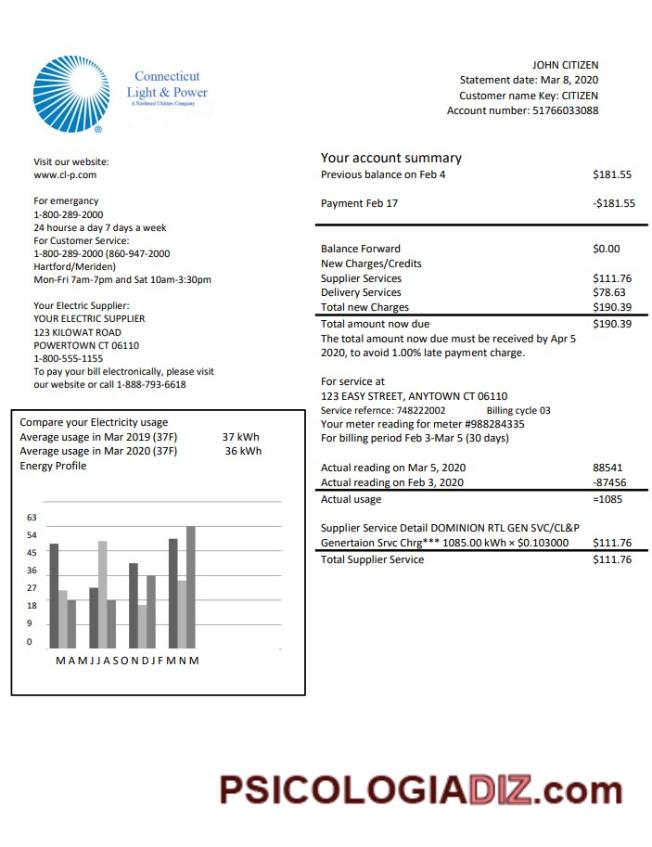 Connecticut
Light & Power
A Northeast Utilities Company
®
JOHN CITIZEN
Statement date: Mar 8, 2020
Customer name Key: CITIZEN
Account number: 51766033088
Visit our website:
www.cl-p.com
For emergancy
1-800-289-2000
24 hourse a day 7 days a week
For Customer Service:
1-800-289-2000 (860-947-2000
Hartford/Meriden)
Mon-Fri 7am-7pm and Sat 10am-3:30pm
Your Electric Supplier:
YOUR ELECTRIC SUPPLIER
123 KILOWAT ROAD
POWERTOWN CT 06110
1-800-555-1155
To pay your bill electronically, please visit
our website or call 1-888-793-6618
Compare your Electricity usage
Average usage in Mar 2019 (37F) 37 kWh
Average usage in Mar 2020 (37F) 36 kWh
Energy Profile
63
54
45
36
27
18
9
0
M A M J J A S O N D J F M N M
Your account summary
Previous balance on Feb 4 $181.55
Payment Feb 17 -$181.55
Balance Forward $0.00
New Charges/Credits
Supplier Services $111.76
Delivery Services $78.63
Total new Charges $190.39
Total amount now due $190.39
The total amount now due must be received by Apr 5
2020, to avoid 1.00% late payment charge.
For service at
123 EASY STREET, ANYTOWN CT 06110
Service refernce: 748222002 Billing cycle 03
Your meter reading for meter #988284335
For billing period Feb 3-Mar 5 (30 days)
Actual reading on Mar 5, 2020 88541
Actual reading on Feb 3, 2020 -87456
Actual usage =1085
Supplier Service Detail DOMINION RTL GEN SVC/CL&P
Genertaion Srvc Chrg*** 1085.00 kWh × $0.103000 $111.76
Total Supplier Service $111.76
PSICOLOGIADIZ.com